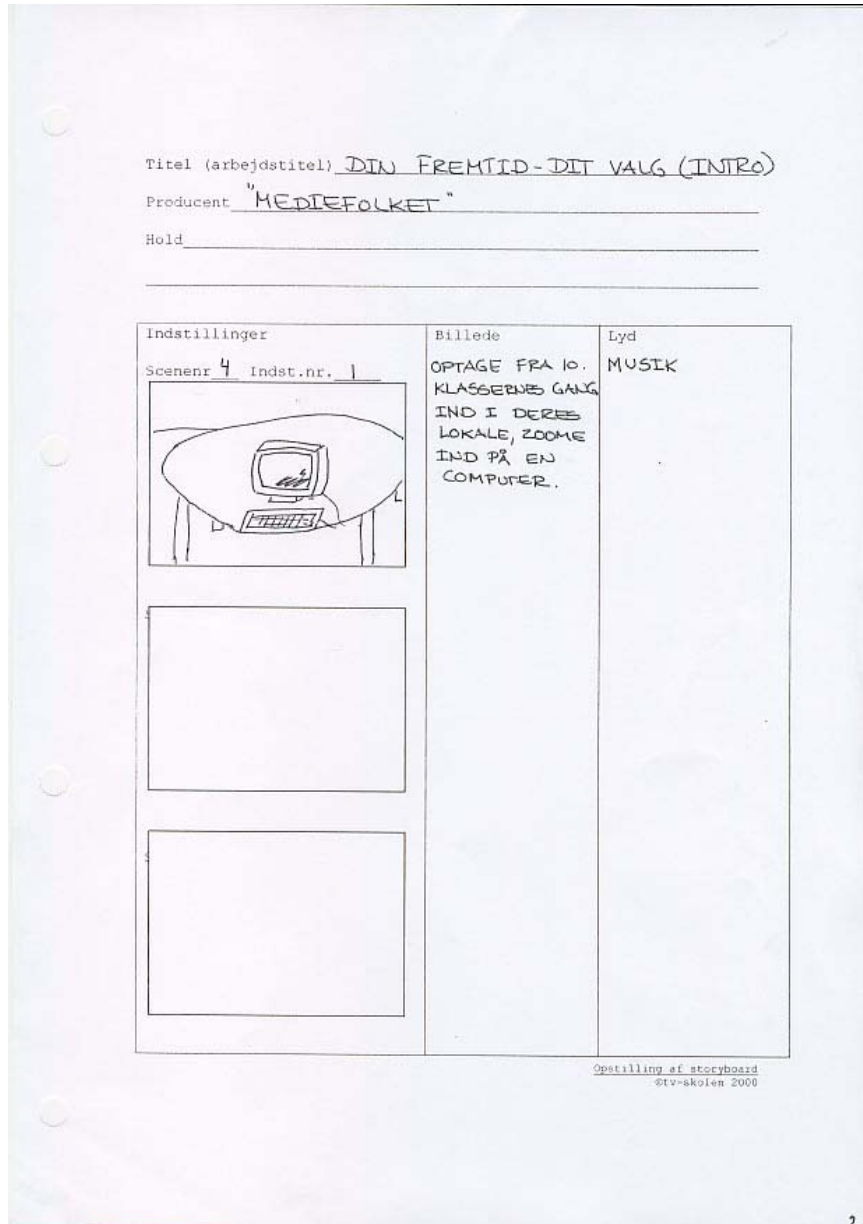 Titel (arbejdstitel) DIN FREMTID-DIT VALG (INTRO)
Producent "MEDIEFOLKET"
Hold
Indstillinger
Scenenr 4 Indst.nr. 1
Billede
OPTAGE FRA 10.
KLASSERNES GANG
IND I DERES
LOKALE, ZOOME
IND PÅ EN
COMPUTER.
Lyd
MUSIK
Opstilling af storyboard
©tv-skolen 2000